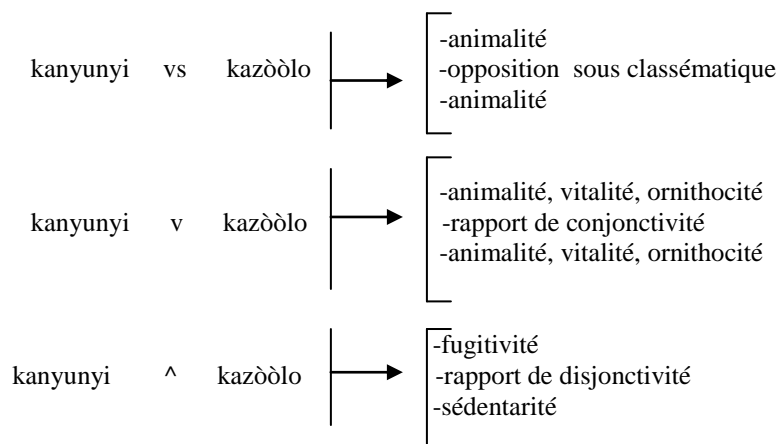 -animalité
kanyunyi vs kazòòlo -opposition sous classématique
-animalité
-animalité, vitalité, ornithocité
kanyunyi v kazòòlo -rapport de conjonctivité
-animalité, vitalité, ornithocité
-fugitivité
kanyunyi ^ kazòòlo -rapport de disjonctivité
-sédentarité